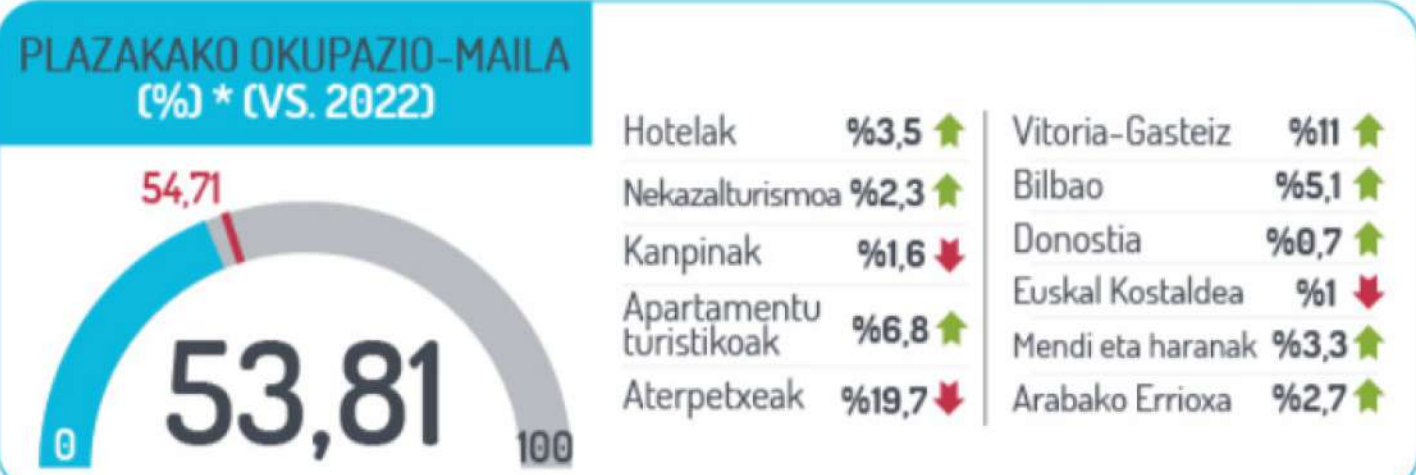 PLAZAKAKO OKUPAZIO-MAILA
(%) * (VS. 2022)
54,71
53,81
0
100
Hotelak %3,5
Nekazalturismoa %2,3
Kanpinak %1,6
Apartamentu
turistikoak %6,8
Aterpetxeak %19,7
Vitoria-Gasteiz %11
Bilbao %5,1
Donostia %0,7
Euskal Kostaldea %1
Mendi eta haranak %3,3
Arabako Errioxa %2,7